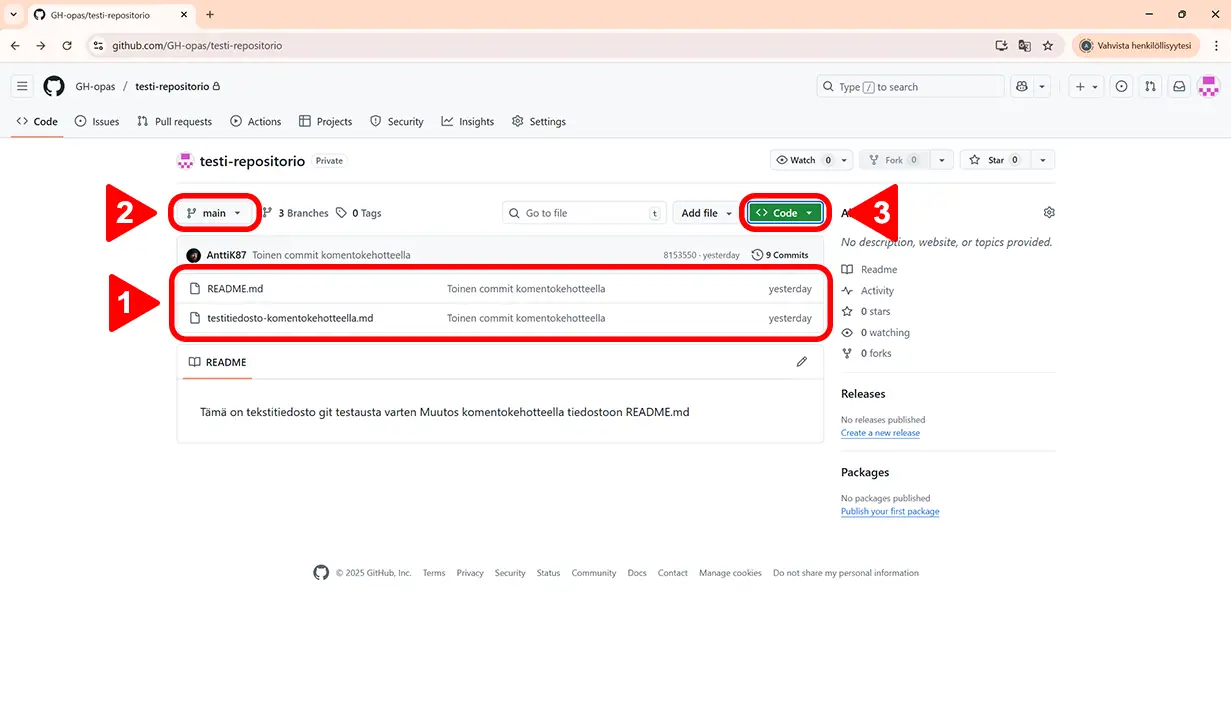 GH-opas/testi-repositorio
github.com/GH-opas/testi-repositorio
Vahvista henkilöllisyytesi
GH-opas / testi-repositorio
Type / to search
Code Issues Pull requests Actions Projects Security Insights Settings
testi-repositorio Private
Watch 0 Fork 0 Star 0
2
main 3 Branches 0 Tags
Go to file t
Add file
Code
3
No description, website, or topics provided.
AnttiK87 Toinen commit komentokehotteella 8153550 · yesterday 9 Commits
1
README.md Toinen commit komentokehotteella yesterday
testitiedosto-komentokehotteella.md Toinen commit komentokehotteella yesterday
README
Tämä on tekstitiedosto git testausta varten Muutos komentokehotteella tiedostoon README.md
Readme
Activity
0 stars
0 watching
0 forks
Releases
No releases published
Create a new release
Packages
No packages published
Publish your first package
© 2025 GitHub, Inc. Terms Privacy Security Status Community Docs Contact Manage cookies Do not share my personal information